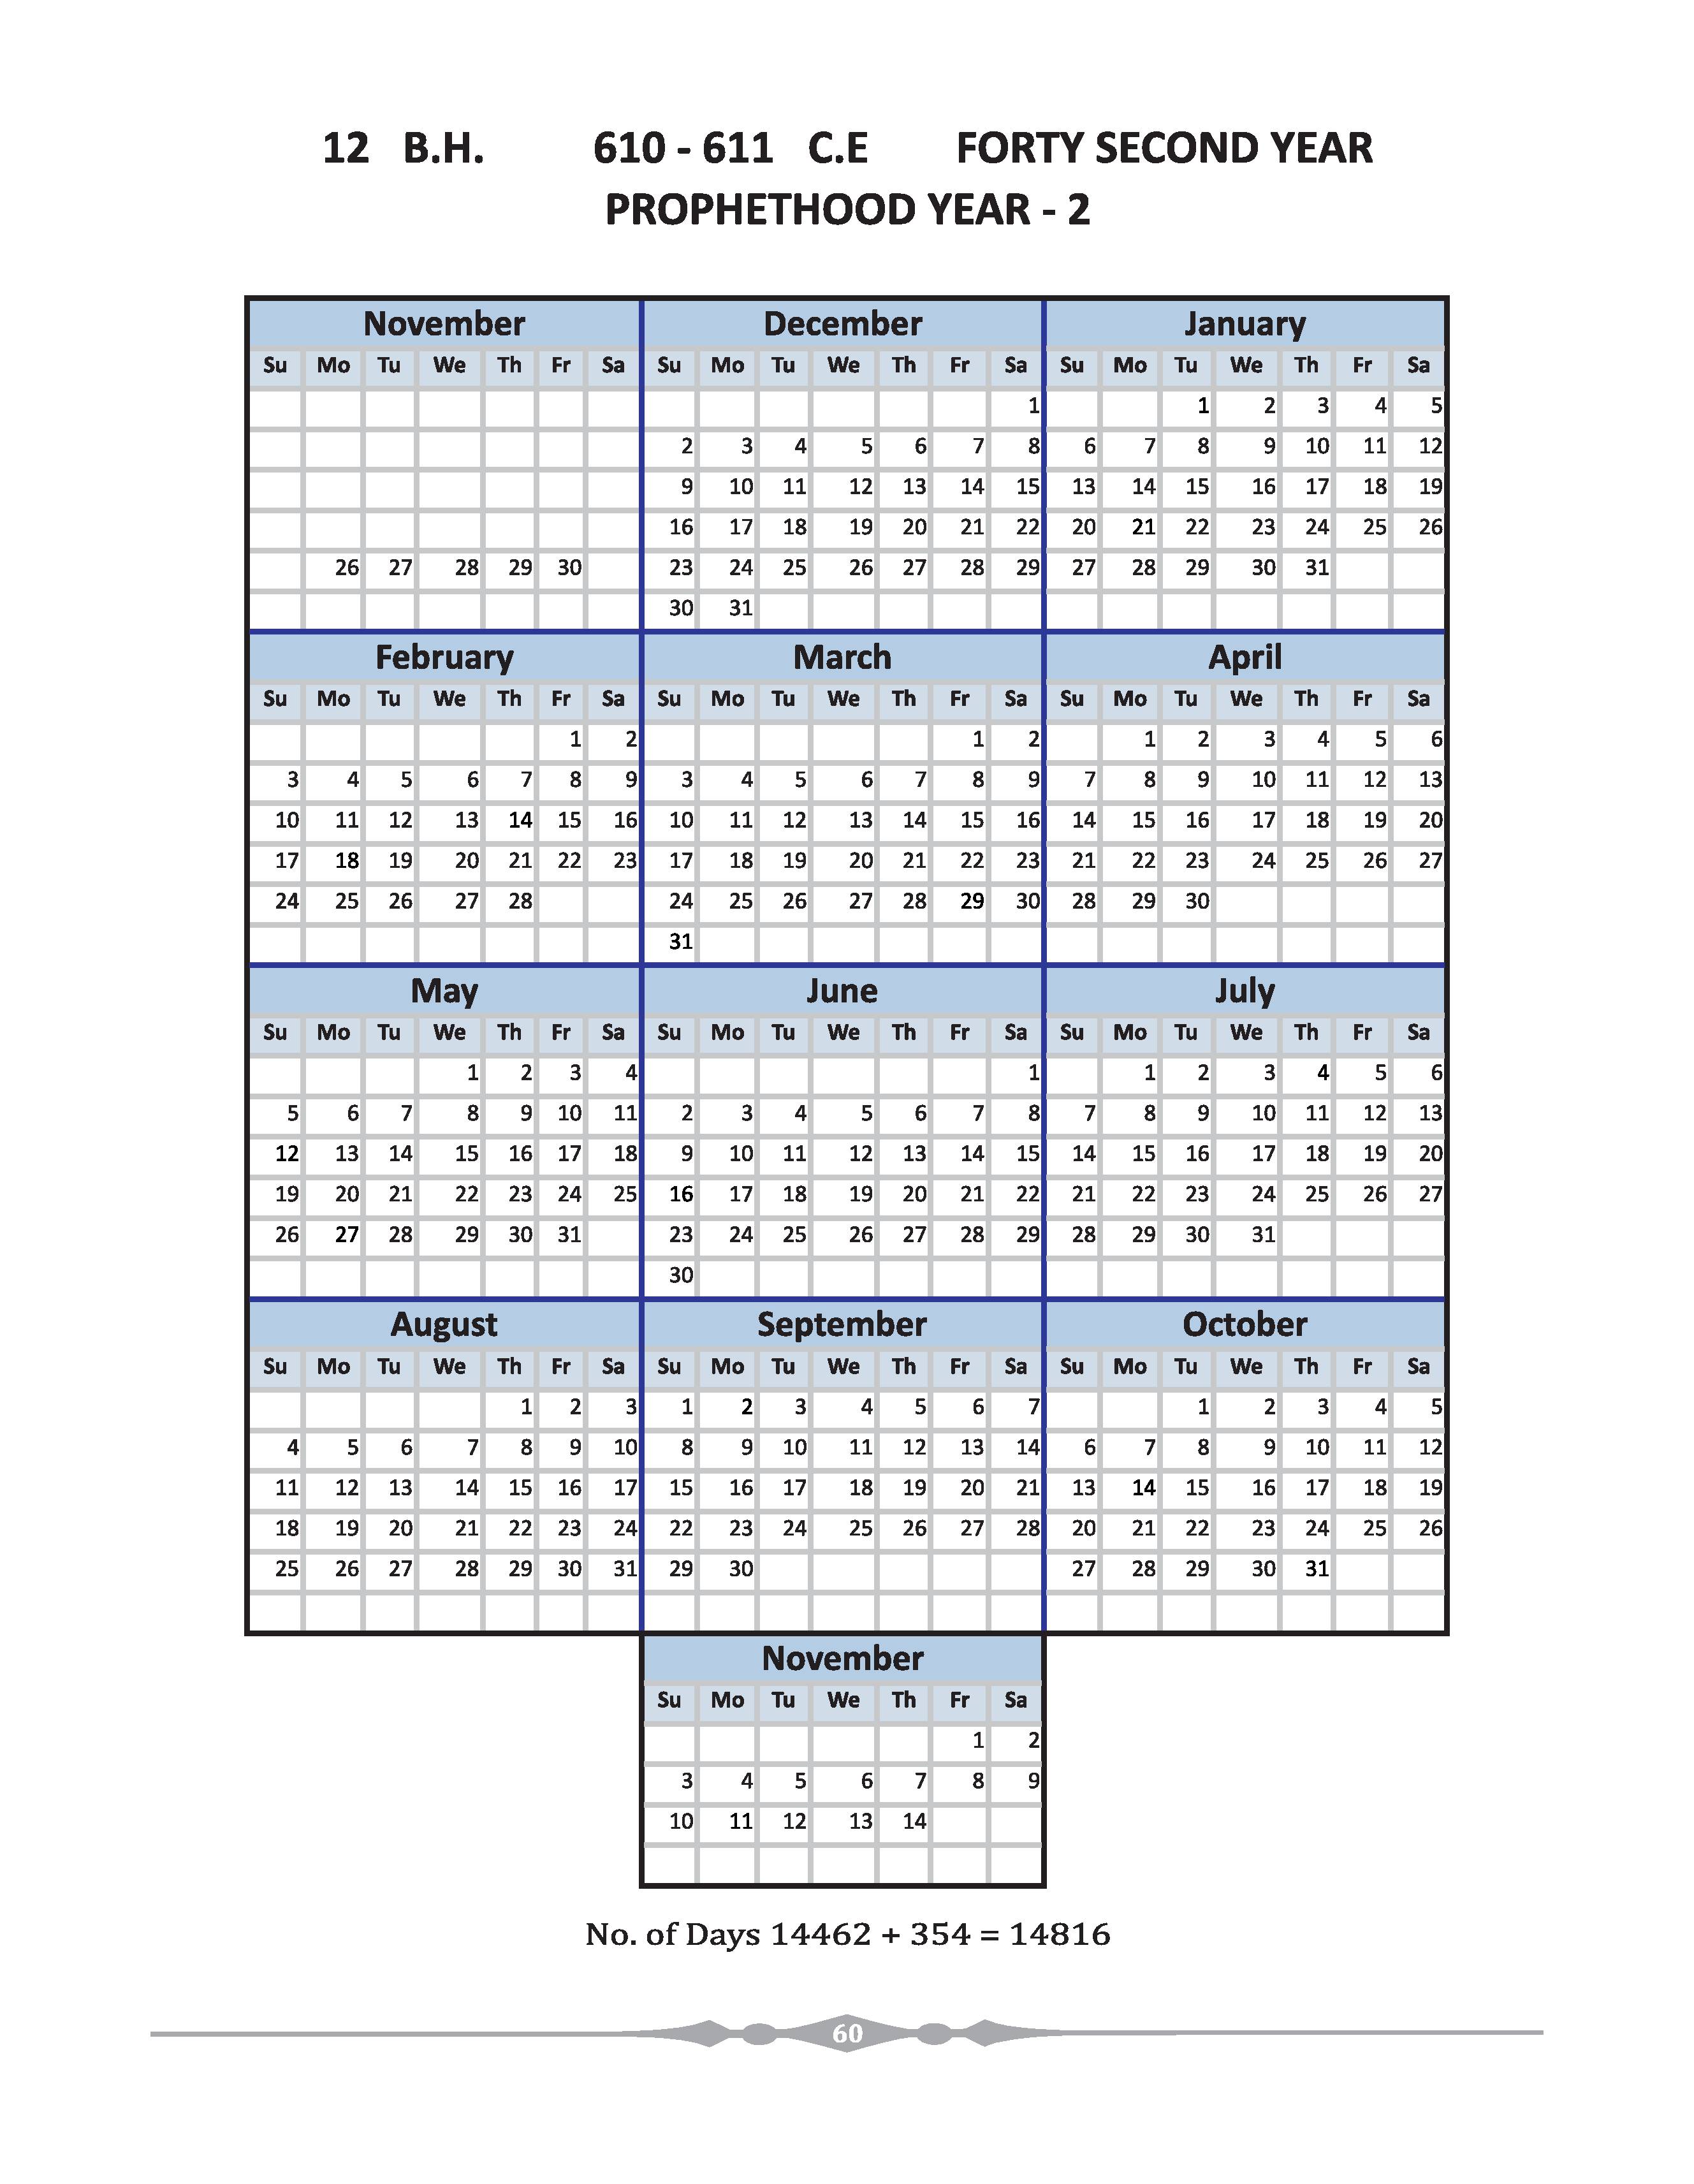 12 B.H. 610 - 611 C.E FORTY SECOND YEAR
PROPHETHOOD YEAR - 2
November December January
Su Mo Tu We Th Fr Sa Su Mo Tu We Th Fr Sa Su Mo Tu We Th Fr Sa
1 1 2 3 4 5
2 3 4 5 6 7 8 6 7 8 9 10 11 12
9 10 11 12 13 14 15 13 14 15 16 17 18 19
16 17 18 19 20 21 22 20 21 22 23 24 25 26
26 27 28 29 30 23 24 25 26 27 28 29 27 28 29 30 31
30 31
February March April
Su Mo Tu We Th Fr Sa Su Mo Tu We Th Fr Sa Su Mo Tu We Th Fr Sa
1 2 1 2 1 2 3 4 5 6
3 4 5 6 7 8 9 3 4 5 6 7 8 9 7 8 9 10 11 12 13
10 11 12 13 14 15 16 10 11 12 13 14 15 16 14 15 16 17 18 19 20
17 18 19 20 21 22 23 17 18 19 20 21 22 23 21 22 23 24 25 26 27
24 25 26 27 28 24 25 26 27 28 29 30 28 29 30
31
May June July
Su Mo Tu We Th Fr Sa Su Mo Tu We Th Fr Sa Su Mo Tu We Th Fr Sa
1 2 3 4 1 1 2 3 4 5 6
5 6 7 8 9 10 11 2 3 4 5 6 7 8 7 8 9 10 11 12 13
12 13 14 15 16 17 18 9 10 11 12 13 14 15 14 15 16 17 18 19 20
19 20 21 22 23 24 25 16 17 18 19 20 21 22 21 22 23 24 25 26 27
26 27 28 29 30 31 23 24 25 26 27 28 29 28 29 30 31
30
August September October
Su Mo Tu We Th Fr Sa Su Mo Tu We Th Fr Sa Su Mo Tu We Th Fr Sa
1 2 3 1 2 3 4 5 6 7 1 2 3 4 5
4 5 6 7 8 9 10 8 9 10 11 12 13 14 6 7 8 9 10 11 12
11 12 13 14 15 16 17 15 16 17 18 19 20 21 13 14 15 16 17 18 19
18 19 20 21 22 23 24 22 23 24 25 26 27 28 20 21 22 23 24 25 26
25 26 27 28 29 30 31 29 30 27 28 29 30 31
November
Su Mo Tu We Th Fr Sa
1 2
3 4 5 6 7 8 9
10 11 12 13 14
No. of Days 14462 + 354 = 14816
60